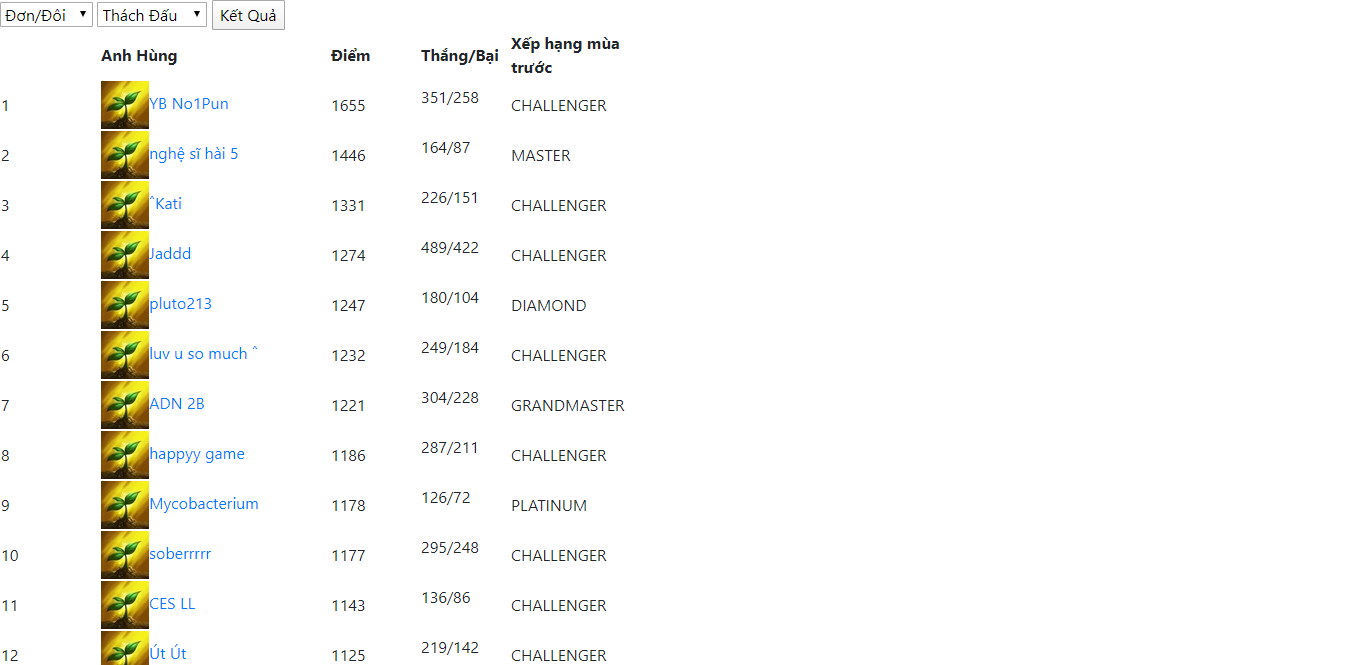 Đơn/Đôi Thách Đấu Kết Quả
Anh Hùng Điểm Thắng/Bại Xếp hạng mùa trước
1 YB No1Pun 1655 351/258 CHALLENGER
2 nghệ sĩ hài 5 1446 164/87 MASTER
3 ˆKati 1331 226/151 CHALLENGER
4 Jaddd 1274 489/422 CHALLENGER
5 pluto213 1247 180/104 DIAMOND
6 luv u so much ˆ 1232 249/184 CHALLENGER
7 ADN 2B 1221 304/228 GRANDMASTER
8 happyy game 1186 287/211 CHALLENGER
9 Mycobacterium 1178 126/72 PLATINUM
10 soberrrrr 1177 295/248 CHALLENGER
11 CES LL 1143 136/86 CHALLENGER
12 Út Út 1125 219/142 CHALLENGER